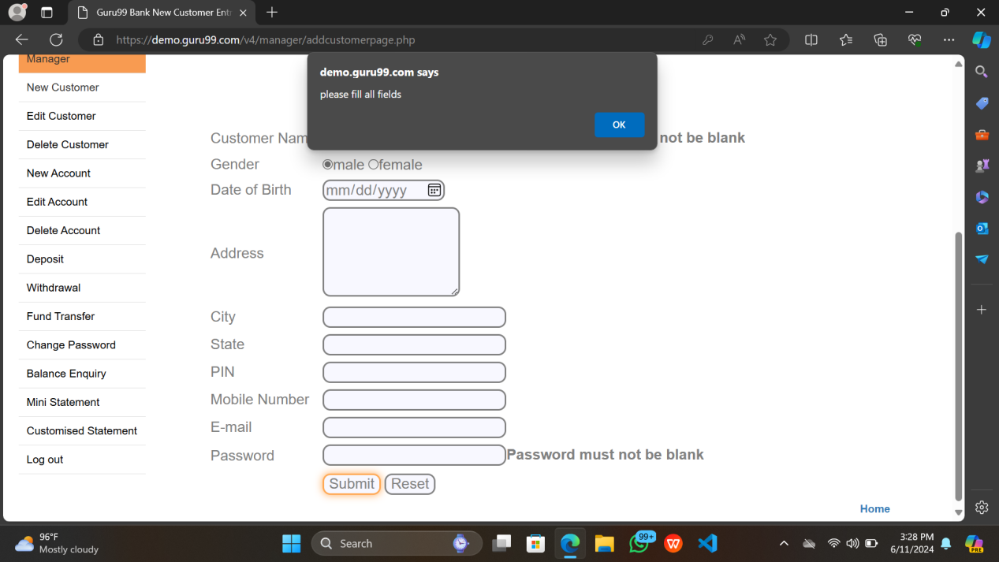 Guru99 Bank New Customer Entr
https://demo.guru99.com/v4/manager/addcustomerpage.php
demo.guru99.com says
please fill all fields
OK
Manager
New Customer
Edit Customer
Delete Customer
New Account
Edit Account
Delete Account
Deposit
Withdrawal
Fund Transfer
Change Password
Balance Enquiry
Mini Statement
Customised Statement
Log out
Customer Nam not be blank
Gender male female
Date of Birth mm/dd/yyyy
Address
City
State
PIN
Mobile Number
E-mail
Password Password must not be blank
Submit Reset
Home
96°F
Mostly cloudy
Search
99+
3:28 PM
6/11/2024
PRE